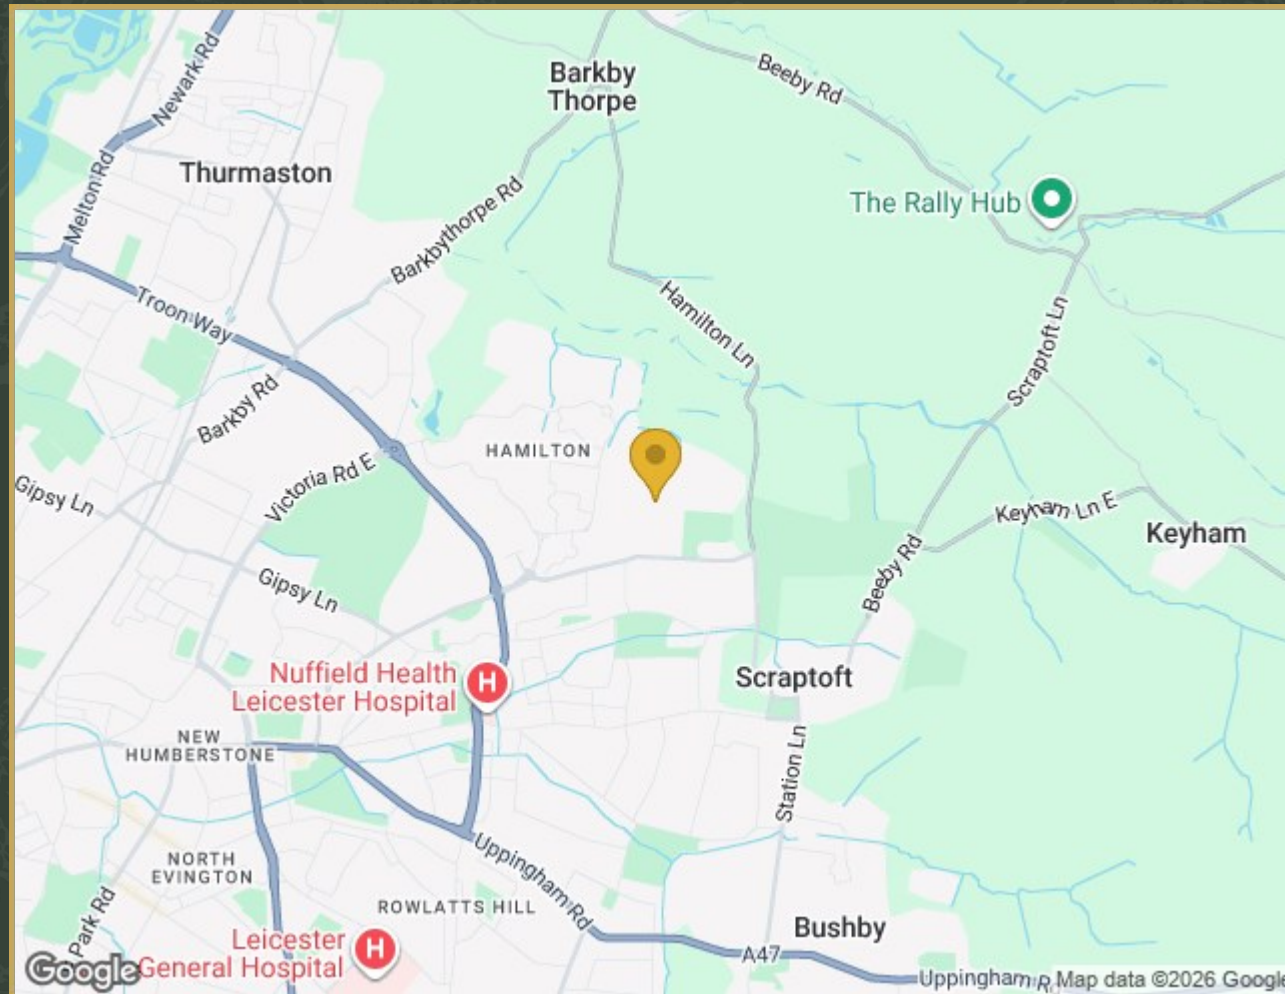 Newark Rd
Barkby
Thorpe
Beeby Rd
Thurmaston
Melton Rd
Barkbythorpe Rd
The Rally Hub
Troon Way
Hamilton Ln
Scraptoft Ln
Barkby Rd
HAMILTON
Victoria Rd E
Gipsy Ln
Keyham Ln E
Keyham
Gipsy Ln
Beeby Rd
Nuffield Health
Leicester Hospital
H
Scraptoft
NEW
HUMBERSTONE
Station Ln
NORTH
EVINGTON
Uppingham Rd
Park Rd
ROWLATTS HILL
Bushby
Leicester
General Hospital
H
A47
Google
Uppingham R
Map data ©2026 Google